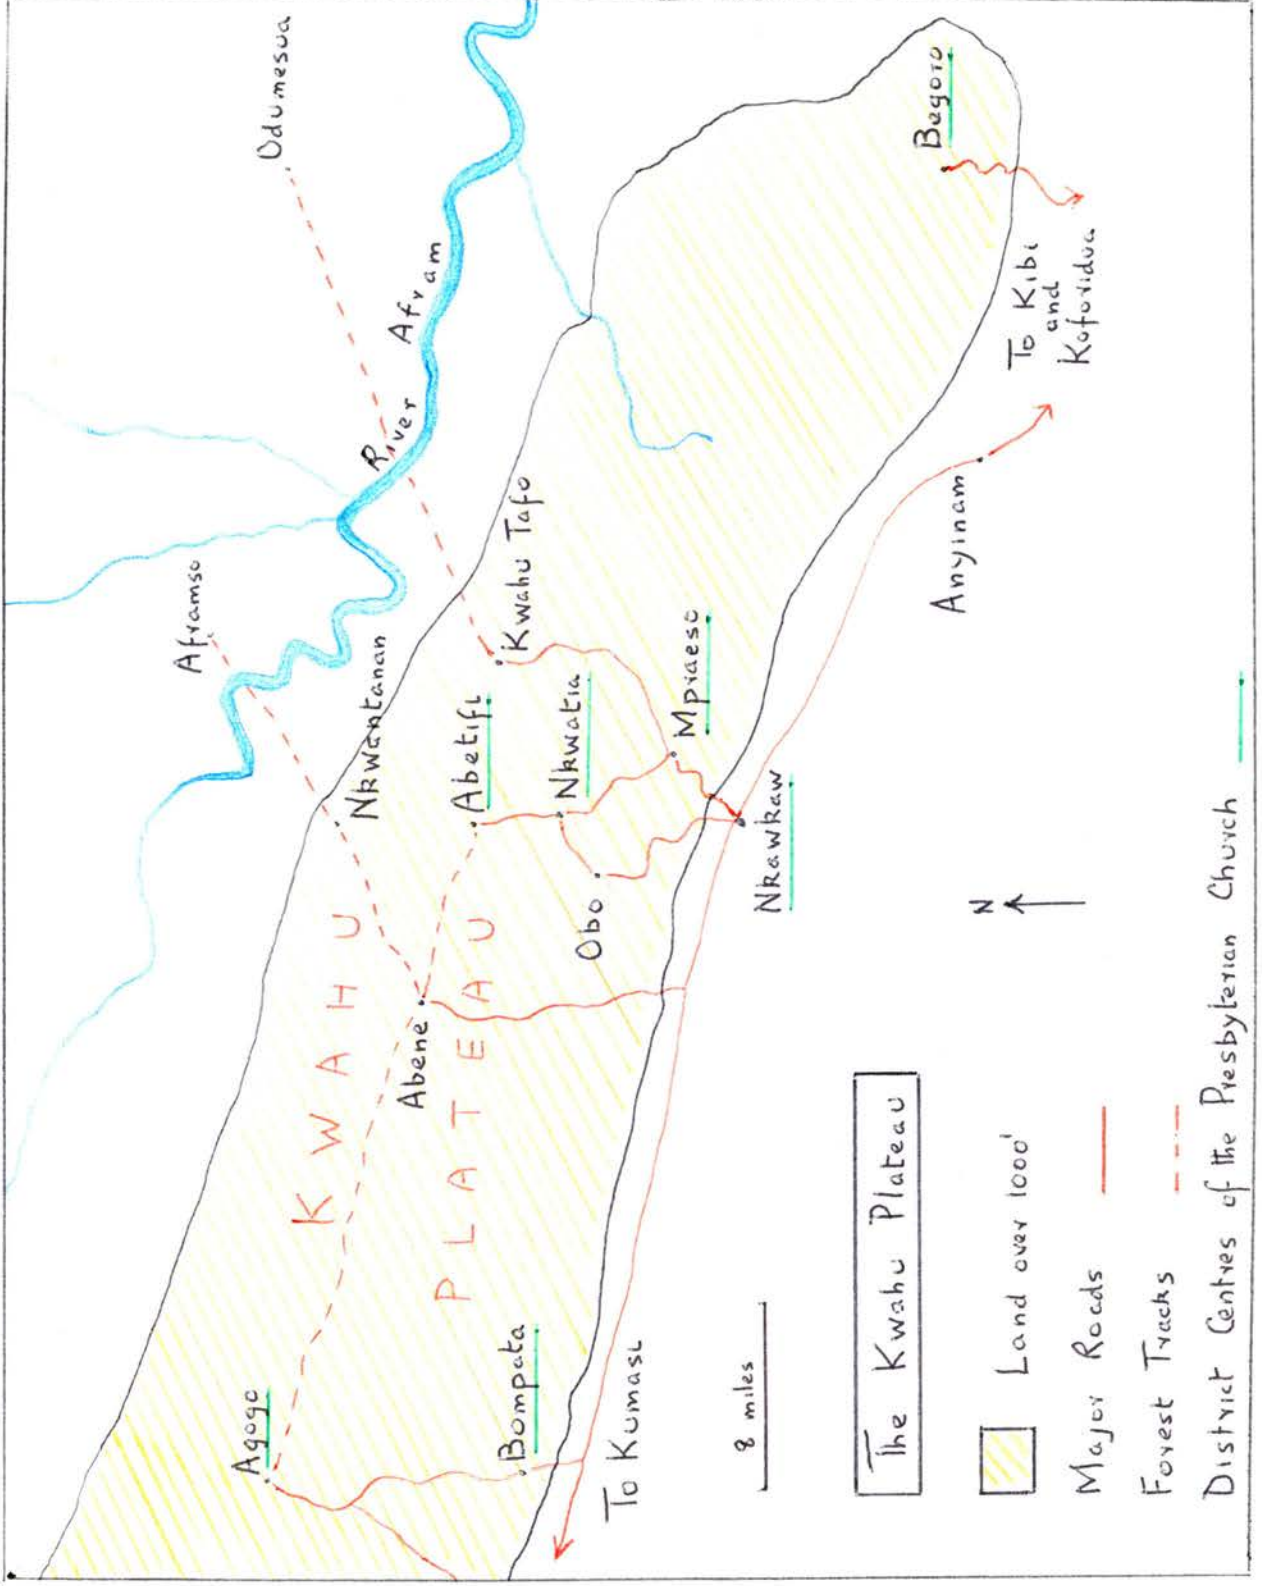 Odumesua
Aframso
River Afram
Nkwantanan
Kwahu Tafo
Begoro
Agogo
KWAHU
PLATEAU
Abene
Abetifi
Nkwatia
Mpraeso
Obo
Bompata
Nkawkaw
Anyinam
To Kibi
and
Koforidua
To Kumasi
8 miles
N
The Kwahu Plateau
Land over 1000'
Major Roads
Forest Tracks
District Centres of the Presbyterian Church